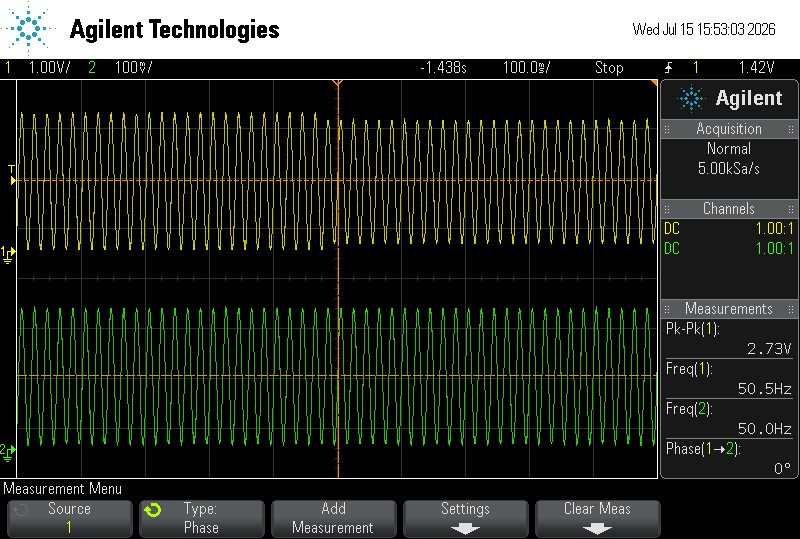 Agilent Technologies
Wed Jul 15 15:53:03 2026
1 1.00V/ 2 100mV/ -1.438s 100.0ms/ Stop 1 1.42V
Agilent
Acquisition
Normal
5.00kSa/s
Channels
DC 1.00:1
DC 1.00:1
Measurements
Pk-Pk(1):
2.73V
Freq(1):
50.5Hz
Freq(2):
50.0Hz
Phase(1→2):
0°
T
1
2
Measurement Menu
Source
1
Type:
Phase
Add
Measurement
Settings
Clear Meas